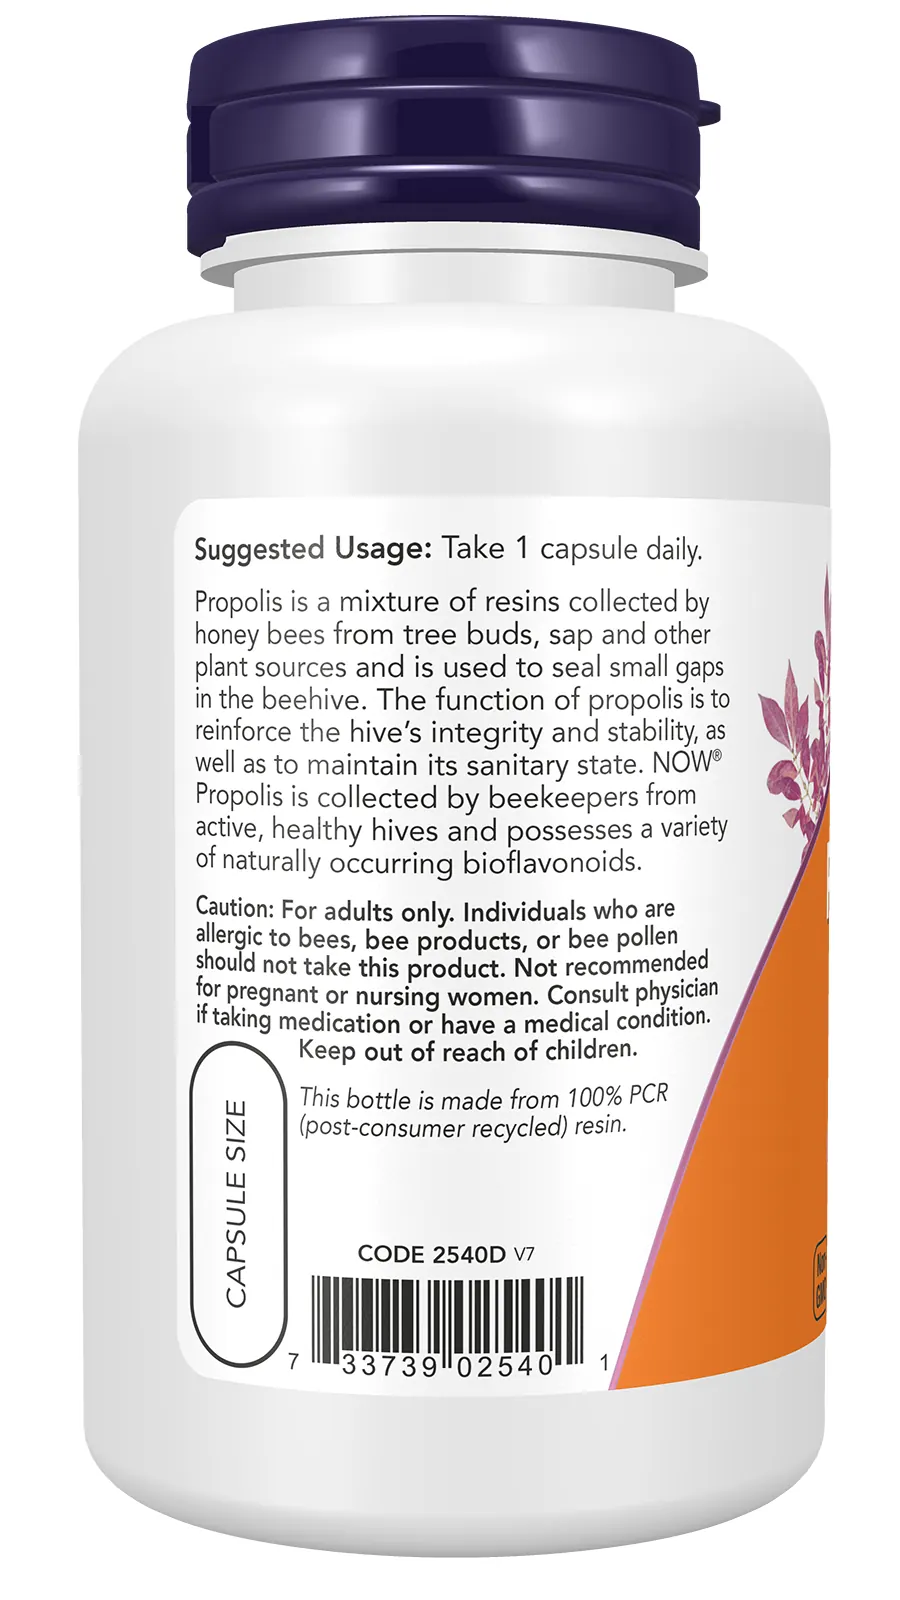 Suggested Usage: Take 1 capsule daily.
Propolis is a mixture of resins collected by
honey bees from tree buds, sap and other
plant sources and is used to seal small gaps
in the beehive. The function of propolis is to
reinforce the hive's integrity and stability, as
well as to maintain its sanitary state. NOW®
Propolis is collected by beekeepers from
active, healthy hives and possesses a variety
of naturally occurring bioflavonoids.
Caution: For adults only. Individuals who are
allergic to bees, bee products, or bee pollen
should not take this product. Not recommended
for pregnant or nursing women. Consult physician
if taking medication or have a medical condition.
Keep out of reach of children.
This bottle is made from 100% PCR
(post-consumer recycled) resin.
CAPSULE SIZE
CODE 2540D V7
7 33739 02540 1
Non-
GMO